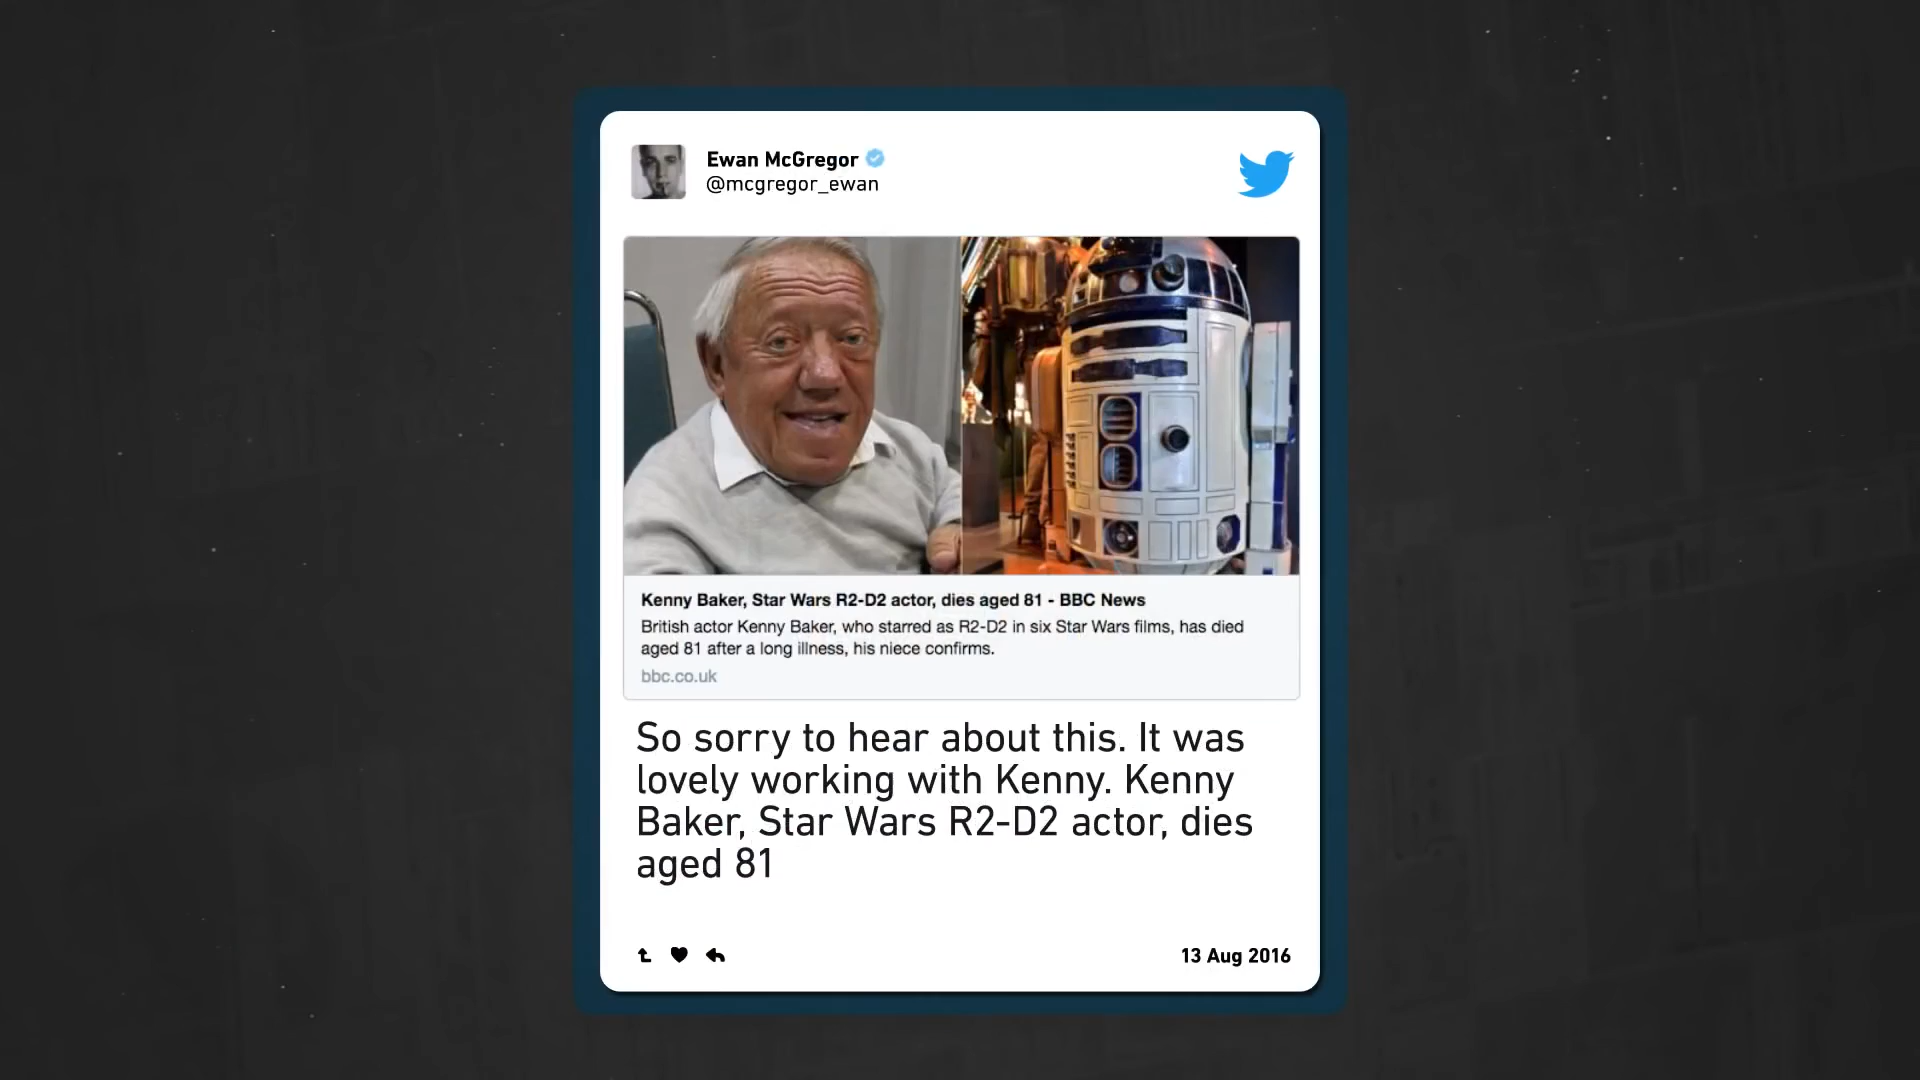 Ewan McGregor
@mcgregor_ewan
Kenny Baker, Star Wars R2-D2 actor, dies aged 81 - BBC News
British actor Kenny Baker, who starred as R2-D2 in six Star Wars films, has died
aged 81 after a long illness, his niece confirms.
bbc.co.uk
So sorry to hear about this. It was
lovely working with Kenny. Kenny
Baker, Star Wars R2-D2 actor, dies
aged 81
13 Aug 2016